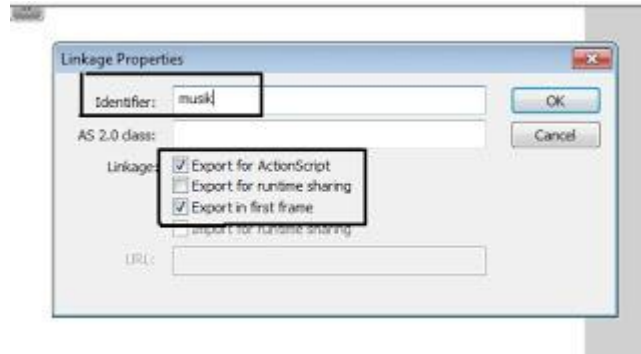 Linkage Properties
Identifier: musik
OK
AS 2.0 class:
Cancel
Linkage: Export for ActionScript
Export for runtime sharing
Export in first frame
Import for runtime sharing
URL: